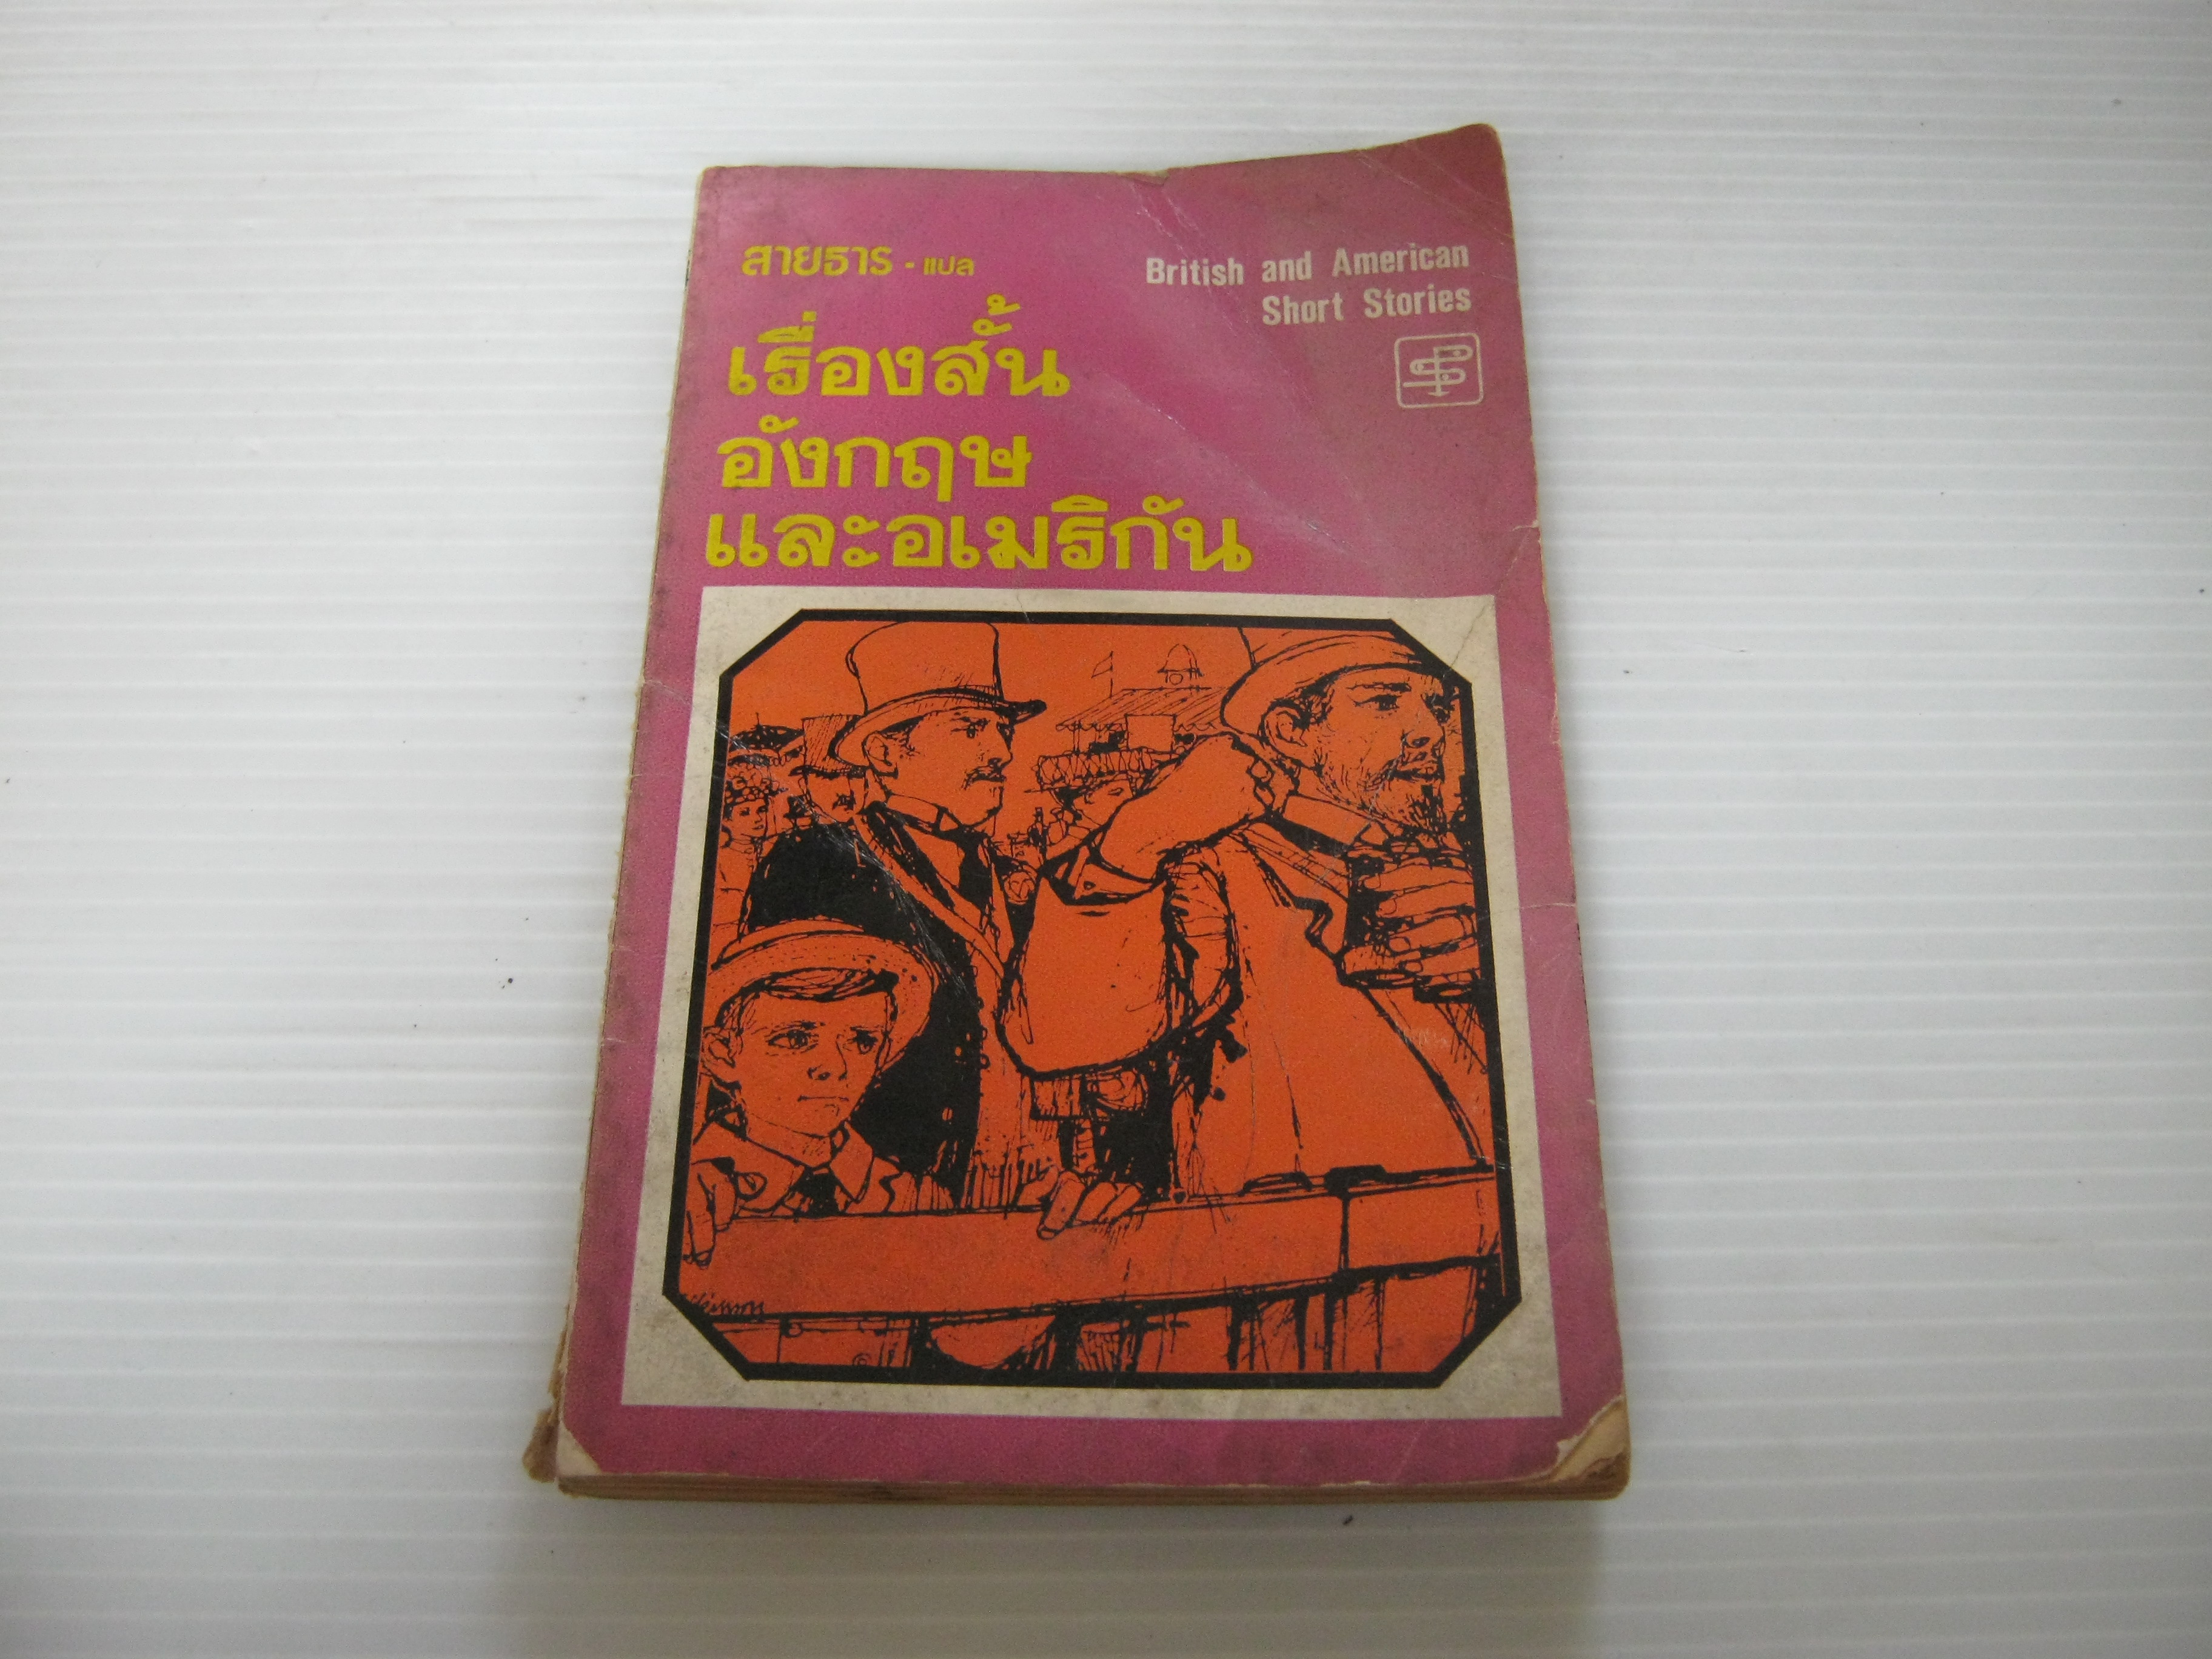 สายธาร - แปล
British and American
Short Stories
เรื่องสั้น
อังกฤษ
และอเมริกัน